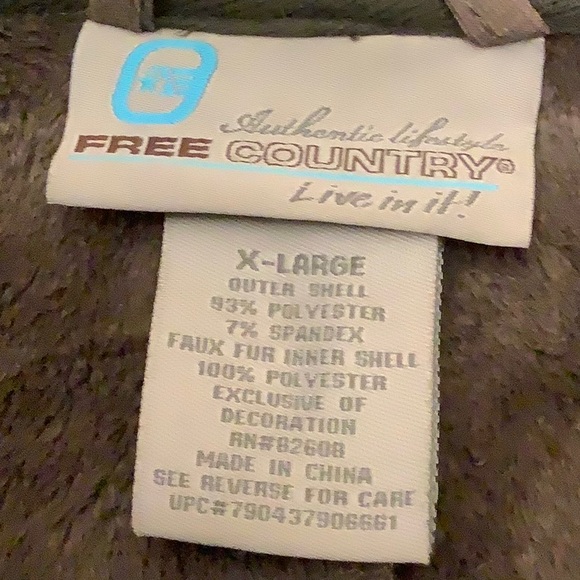 Authentic lifestyle
FREE COUNTRY®
Live in it!
X-LARGE
OUTER SHELL
93% POLYESTER
7% SPANDEX
FAUX FUR INNER SHELL
100% POLYESTER
EXCLUSIVE OF
DECORATION
RN#82608
MADE IN CHINA
SEE REVERSE FOR CARE
UPC#790437906661